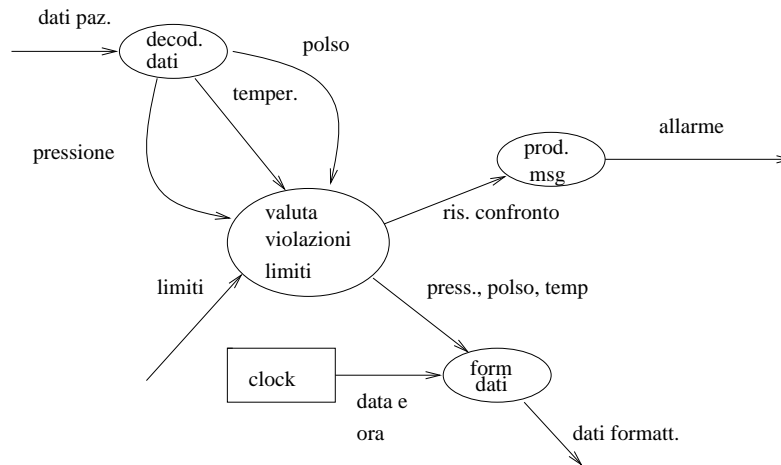 dati paz.
decod.
dati
polso
temper.
pressione
allarme
prod.
msg
ris. confronto
valuta
violazioni
limiti
limiti
press., polso, temp
clock
data e
ora
form
dati
dati formatt.